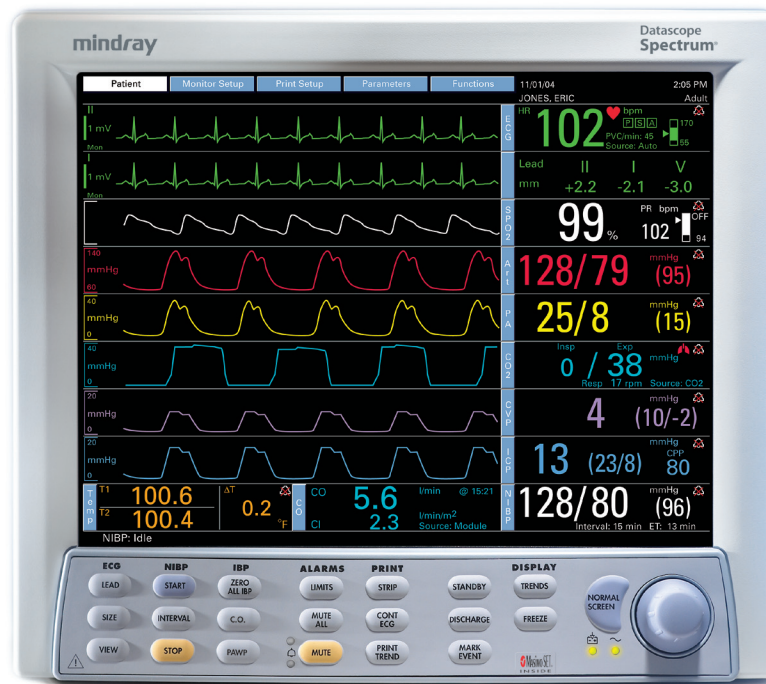 mindray
Datascope
Spectrum®
Patient Monitor Setup Print Setup Parameters Functions 11/01/04 2:05 PM
JONES, ERIC Adult
II
1 mV
Mon
ECG
HR 102 bpm
P S A
PVC/min: 45
Source: Auto
170
55
I
1 mV
Mon
Lead II I V
mm +2.2 -2.1 -3.0
SPO2
99 %
PR bpm
102
OFF
94
140
mmHg
60
Art
128/79 mmHg (95)
40
mmHg
0
PA
25/8 mmHg (15)
40
mmHg
0
CO2
Insp Exp
0 / 38 mmHg
Resp 17 rpm Source: CO2
20
mmHg
0
CVP
4 mmHg (10/-2)
20
mmHg
0
ICP
13 (23/8) mmHg
CPP
80
Temp
T1 100.6
T2 100.4
ΔT
0.2
°F
CO
CO 5.6 l/min @ 15:21
CI 2.3 l/min/m2
Source: Module
NIBP
128/80 mmHg (96)
Interval: 15 min ET: 13 min
NIBP: Idle
ECG NIBP IBP ALARMS PRINT DISPLAY
LEAD START ZERO ALL IBP LIMITS STRIP STANDBY TRENDS
NORMAL SCREEN
SIZE INTERVAL C.O. MUTE ALL CONT ECG DISCHARGE FREEZE
VIEW STOP PAWP MUTE PRINT TREND MARK EVENT
Masimo SET
INSIDE